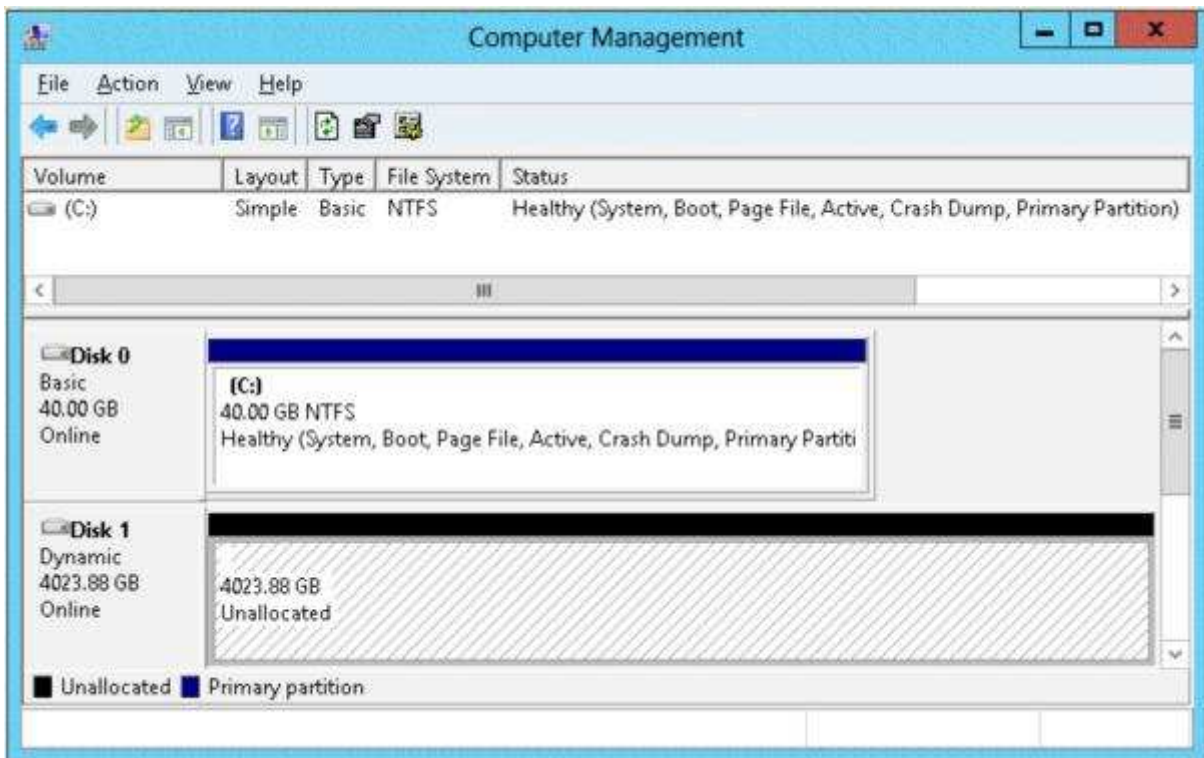 Computer Management
File Action View Help
Volume Layout Type File System Status
(C:) Simple Basic NTFS Healthy (System, Boot, Page File, Active, Crash Dump, Primary Partition)
Disk 0
Basic
40.00 GB
Online
(C:)
40.00 GB NTFS
Healthy (System, Boot, Page File, Active, Crash Dump, Primary Partiti
Disk 1
Dynamic
4023.88 GB
Online
4023.88 GB
Unallocated
Unallocated Primary partition